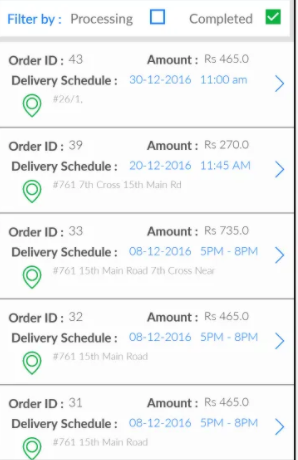 Filter by : Processing Completed
Order ID : 43 Amount : Rs 465.0
Delivery Schedule : 30-12-2016 11:00 am
#26/1,
Order ID : 39 Amount : Rs 270.0
Delivery Schedule : 20-12-2016 11:45 AM
#761 7th Cross 15th Main Rd
Order ID : 33 Amount : Rs 735.0
Delivery Schedule : 08-12-2016 5PM - 8PM
#761 15th Main Road 7th Cross Near
Order ID : 32 Amount : Rs 465.0
Delivery Schedule : 08-12-2016 5PM - 8PM
#761 15th Main Road
Order ID : 31 Amount : Rs 465.0
Delivery Schedule : 08-12-2016 5PM - 8PM
#761 15th Main Road